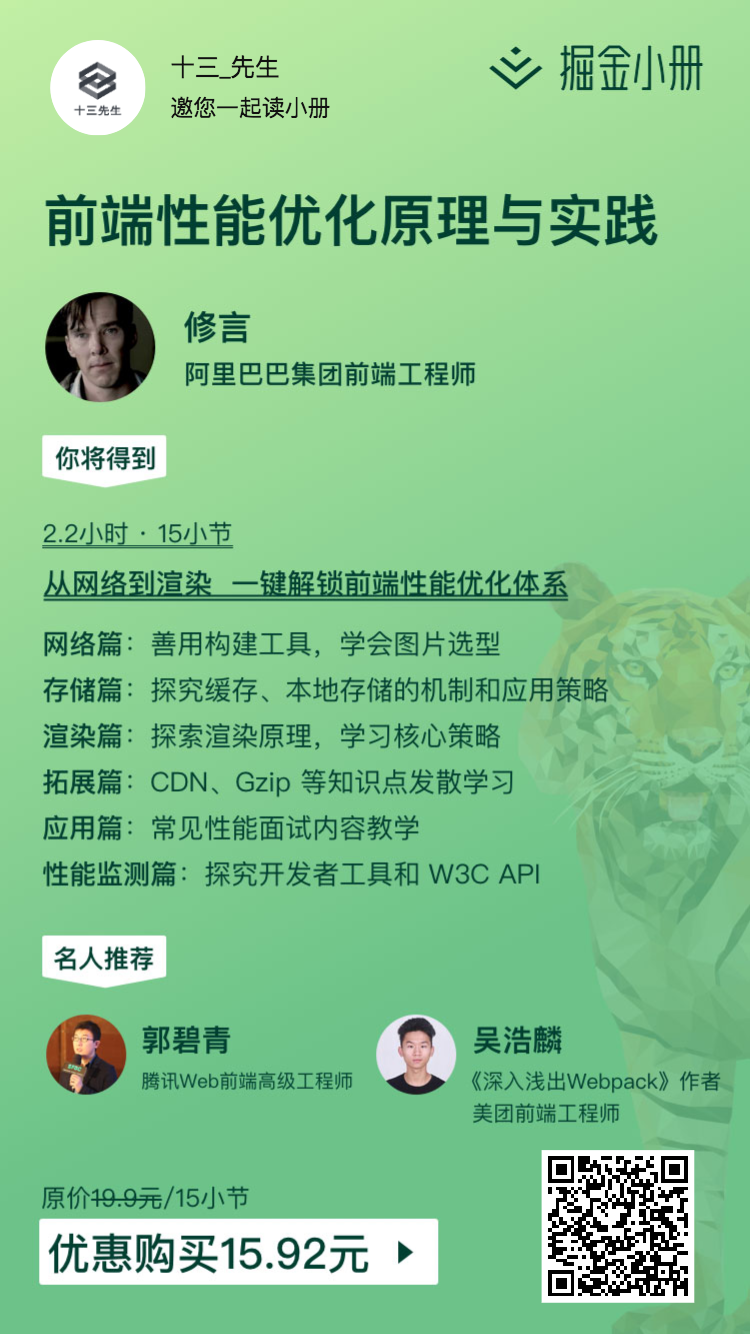 十三先生
十三_先生
邀您一起读小册
掘金小册
前端性能优化原理与实践
修言
阿里巴巴集团前端工程师
你将得到
2.2小时 · 15小节
从网络到渲染 一键解锁前端性能优化体系
网络篇：善用构建工具，学会图片选型
存储篇：探究缓存、本地存储的机制和应用策略
渲染篇：探索渲染原理，学习核心策略
拓展篇：CDN、Gzip 等知识点发散学习
应用篇：常见性能面试内容教学
性能监测篇：探究开发者工具和 W3C API
名人推荐
郭碧青
腾讯Web前端高级工程师
吴浩麟
《深入浅出Webpack》作者
美团前端工程师
原价19.9元/15小节
优惠购买15.92元